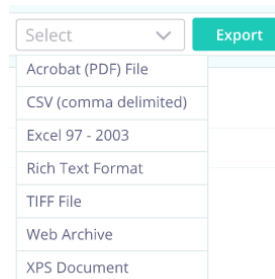 Select
Export
Acrobat (PDF) File
CSV (comma delimited)
Excel 97 - 2003
Rich Text Format
TIFF File
Web Archive
XPS Document